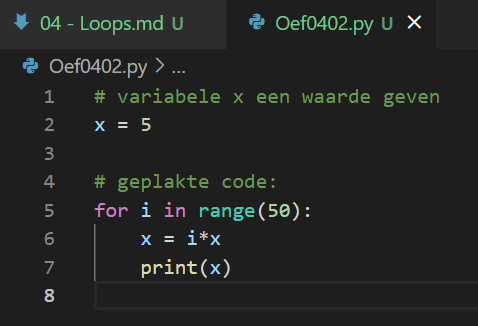 04 - Loops.md U
Oef0402.py U ×
Oef0402.py > ...
1 # variabele x een waarde geven
2 x = 5
3
4 # geplakte code:
5 for i in range(50):
6     x = i*x
7     print(x)
8